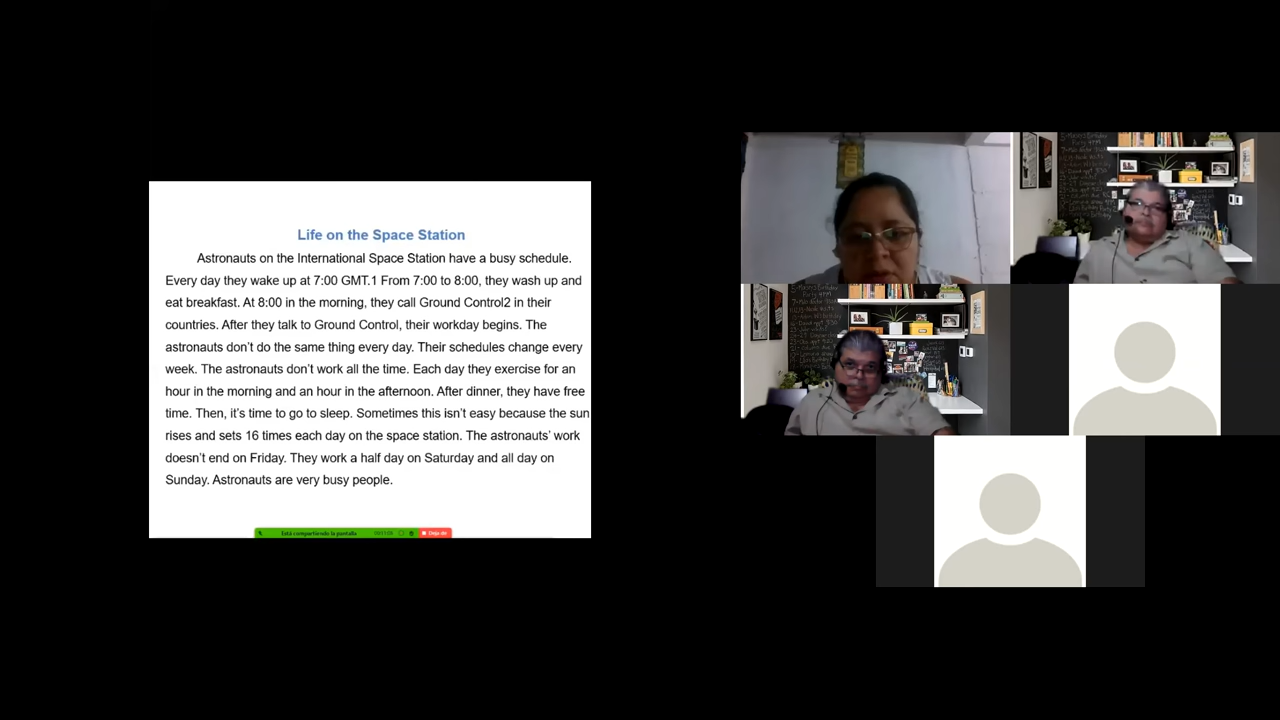 Life on the Space Station
Astronauts on the International Space Station have a busy schedule.
Every day they wake up at 7:00 GMT.1 From 7:00 to 8:00, they wash up and
eat breakfast. At 8:00 in the morning, they call Ground Control2 in their
countries. After they talk to Ground Control, their workday begins. The
astronauts don’t do the same thing every day. Their schedules change every
week. The astronauts don’t work all the time. Each day they exercise for an
hour in the morning and an hour in the afternoon. After dinner, they have free
time. Then, it’s time to go to sleep. Sometimes this isn’t easy because the sun
rises and sets 16 times each day on the space station. The astronauts’ work
doesn’t end on Friday. They work a half day on Saturday and all day on
Sunday. Astronauts are very busy people.
Está compartiendo la pantalla
Deja de